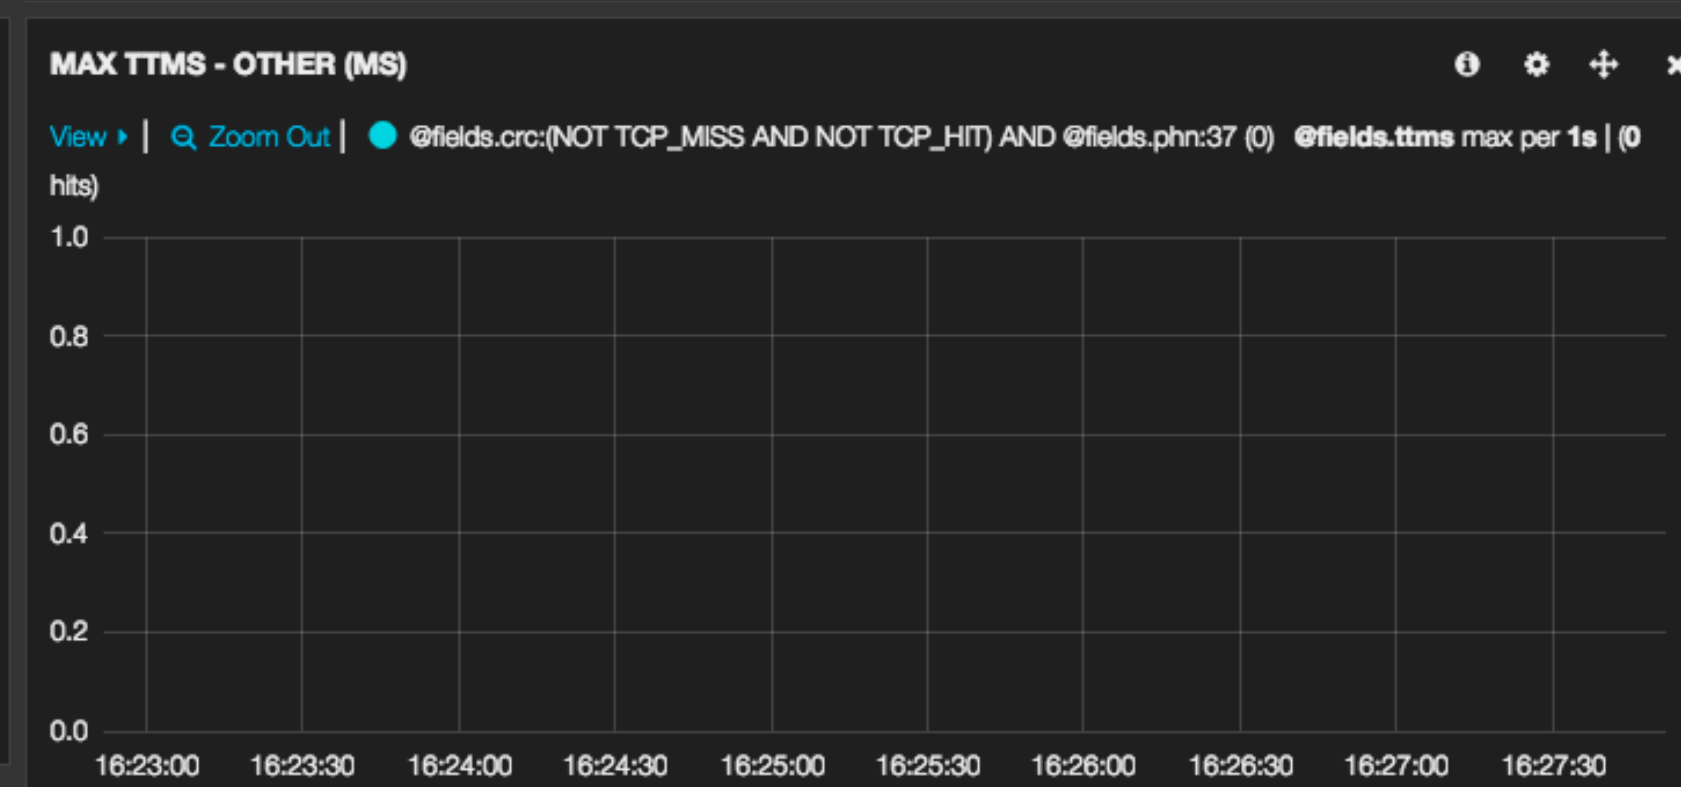 MAX TTMS - OTHER (MS)
View | Zoom Out | @fields.crc:(NOT TCP_MISS AND NOT TCP_HIT) AND @fields.phn:37 (0) @fields.ttms max per 1s | (0
hits)
1.0
0.8
0.6
0.4
0.2
0.0
16:23:00 16:23:30 16:24:00 16:24:30 16:25:00 16:25:30 16:26:00 16:26:30 16:27:00 16:27:30